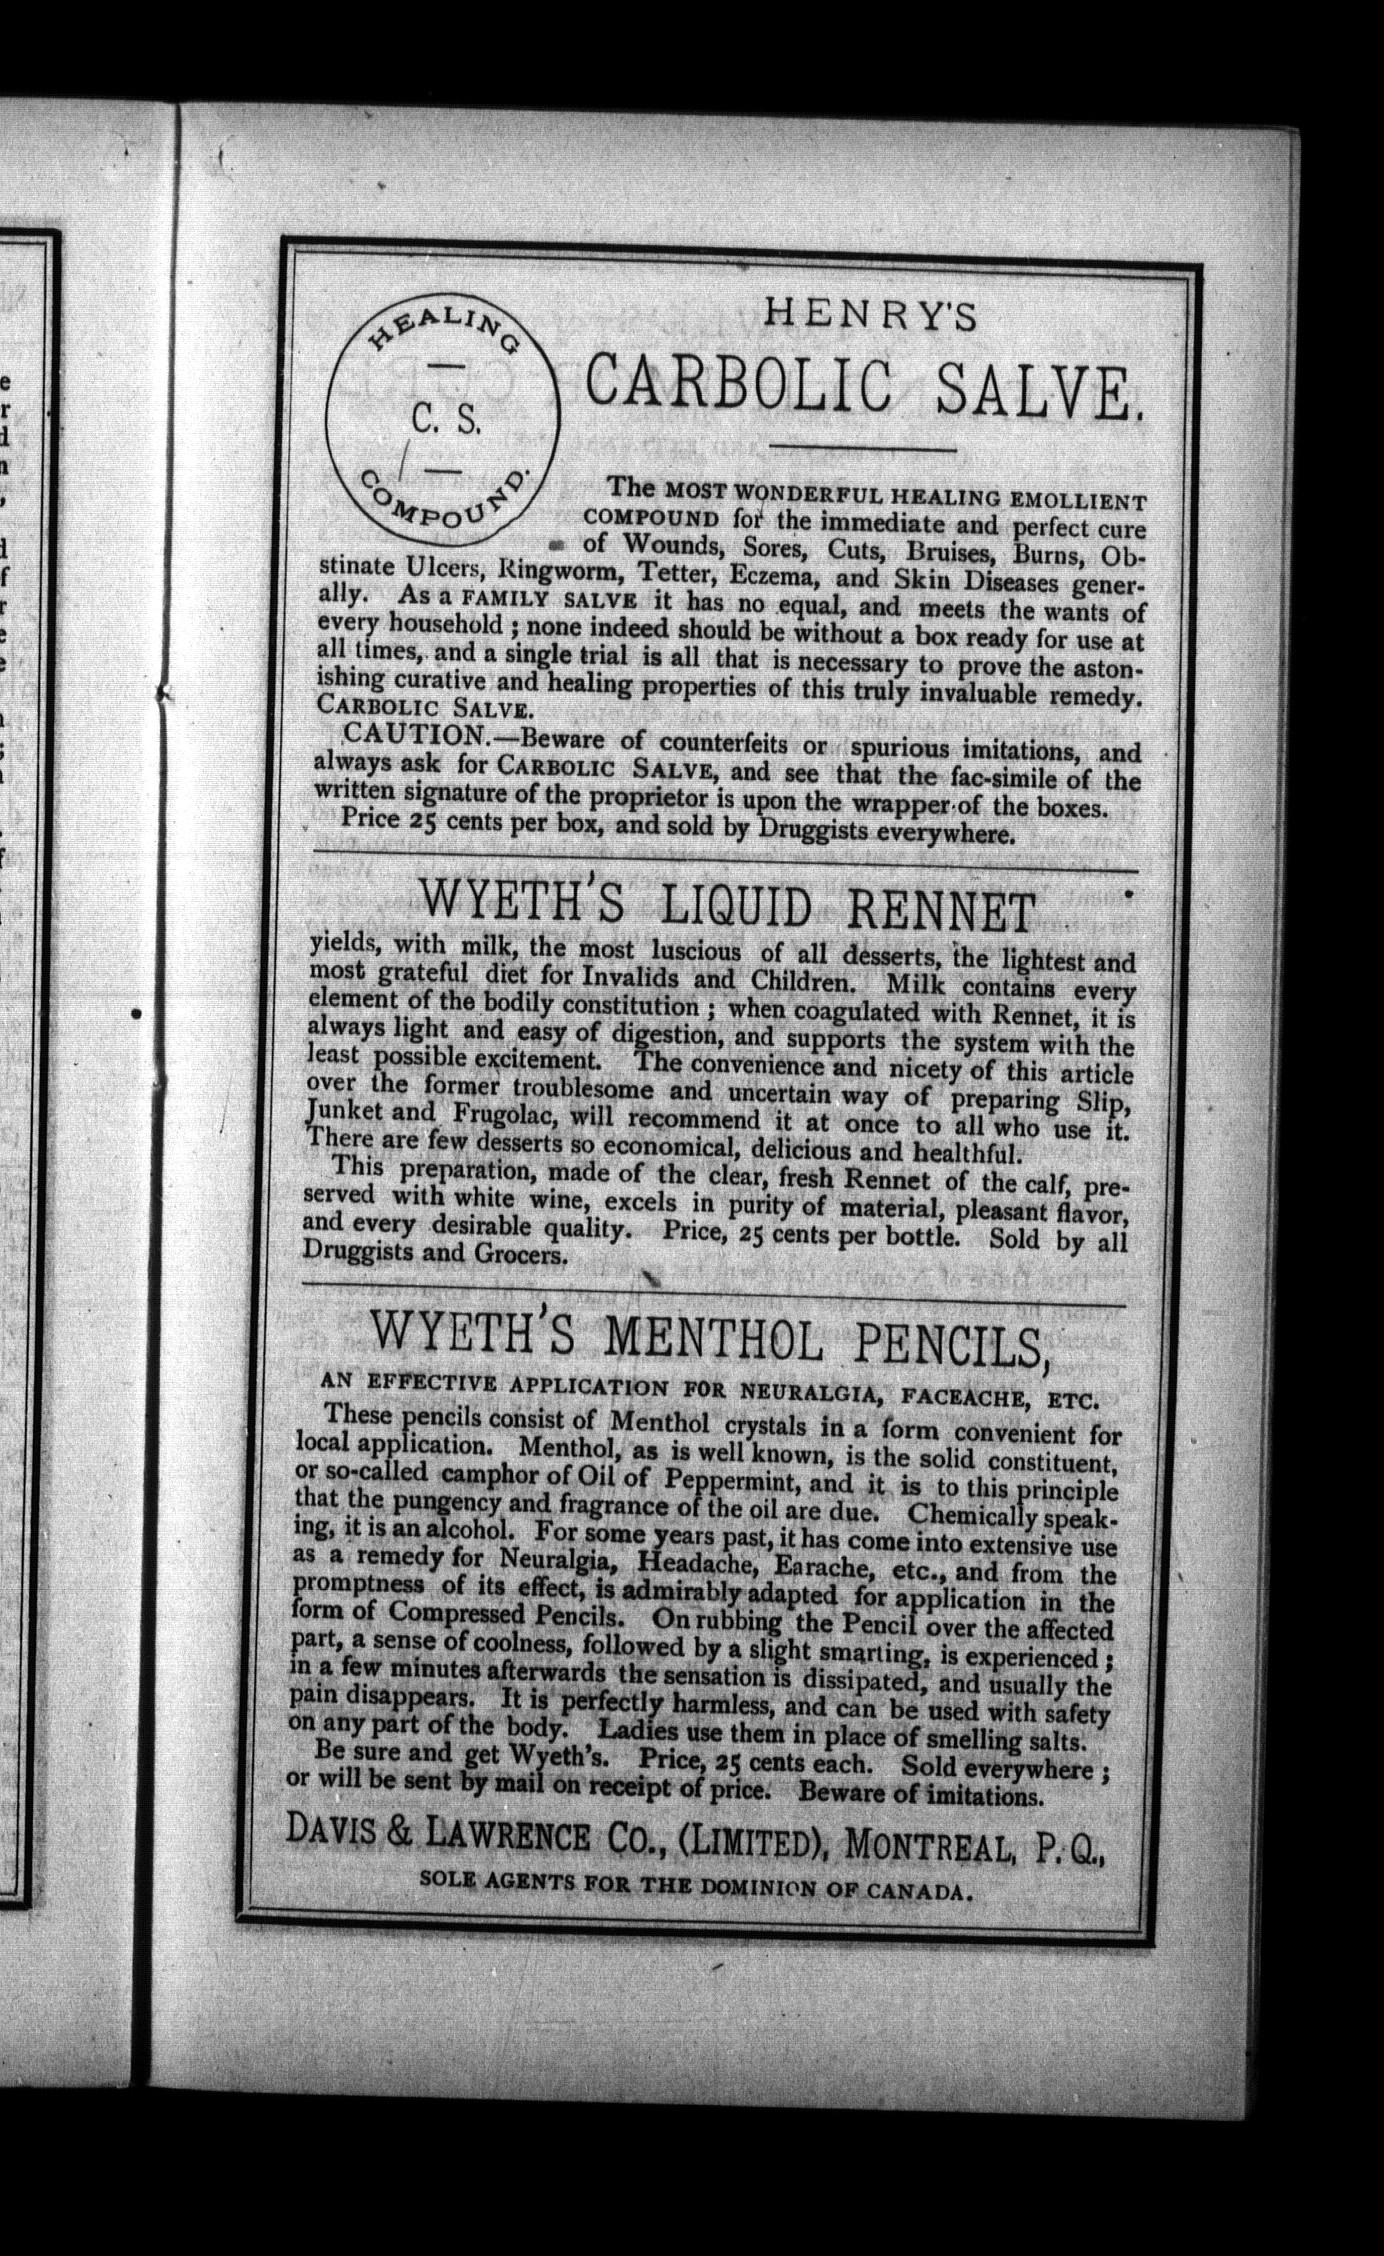 HEALING
C. S.
COMPOUND.
HENRY'S
CARBOLIC SALVE.
The MOST WONDERFUL HEALING EMOLLIENT
COMPOUND for the immediate and perfect cure
of Wounds, Sores, Cuts, Bruises, Burns, Ob-
stinate Ulcers, Ringworm, Tetter, Eczema, and Skin Diseases gener-
ally. As a FAMILY SALVE it has no equal, and meets the wants of
every household ; none indeed should be without a box ready for use at
all times, and a single trial is all that is necessary to prove the aston-
ishing curative and healing properties of this truly invaluable remedy.
CARBOLIC SALVE.
CAUTION.—Beware of counterfeits or spurious imitations, and
always ask for CARBOLIC SALVE, and see that the fac-simile of the
written signature of the proprietor is upon the wrapper of the boxes.
Price 25 cents per box, and sold by Druggists everywhere.
WYETH'S LIQUID RENNET
yields, with milk, the most luscious of all desserts, the lightest and
most grateful diet for Invalids and Children. Milk contains every
element of the bodily constitution ; when coagulated with Rennet, it is
always light and easy of digestion, and supports the system with the
least possible excitement. The convenience and nicety of this article
over the former troublesome and uncertain way of preparing Slip,
Junket and Frugolac, will recommend it at once to all who use it.
There are few desserts so economical, delicious and healthful.
This preparation, made of the clear, fresh Rennet of the calf, pre-
served with white wine, excels in purity of material, pleasant flavor,
and every desirable quality. Price, 25 cents per bottle. Sold by all
Druggists and Grocers.
WYETH'S MENTHOL PENCILS,
AN EFFECTIVE APPLICATION FOR NEURALGIA, FACEACHE, ETC.
These pencils consist of Menthol crystals in a form convenient for
local application. Menthol, as is well known, is the solid constituent,
or so-called camphor of Oil of Peppermint, and it is to this principle
that the pungency and fragrance of the oil are due. Chemically speak-
ing, it is an alcohol. For some years past, it has come into extensive use
as a remedy for Neuralgia, Headache, Earache, etc., and from the
promptness of its effect, is admirably adapted for application in the
form of Compressed Pencils. On rubbing the Pencil over the affected
part, a sense of coolness, followed by a slight smarting, is experienced ;
in a few minutes afterwards the sensation is dissipated, and usually the
pain disappears. It is perfectly harmless, and can be used with safety
on any part of the body. Ladies use them in place of smelling salts.
Be sure and get Wyeth's. Price, 25 cents each. Sold everywhere ;
or will be sent by mail on receipt of price. Beware of imitations.
DAVIS & LAWRENCE CO., (LIMITED), MONTREAL, P. Q.,
SOLE AGENTS FOR THE DOMINION OF CANADA.